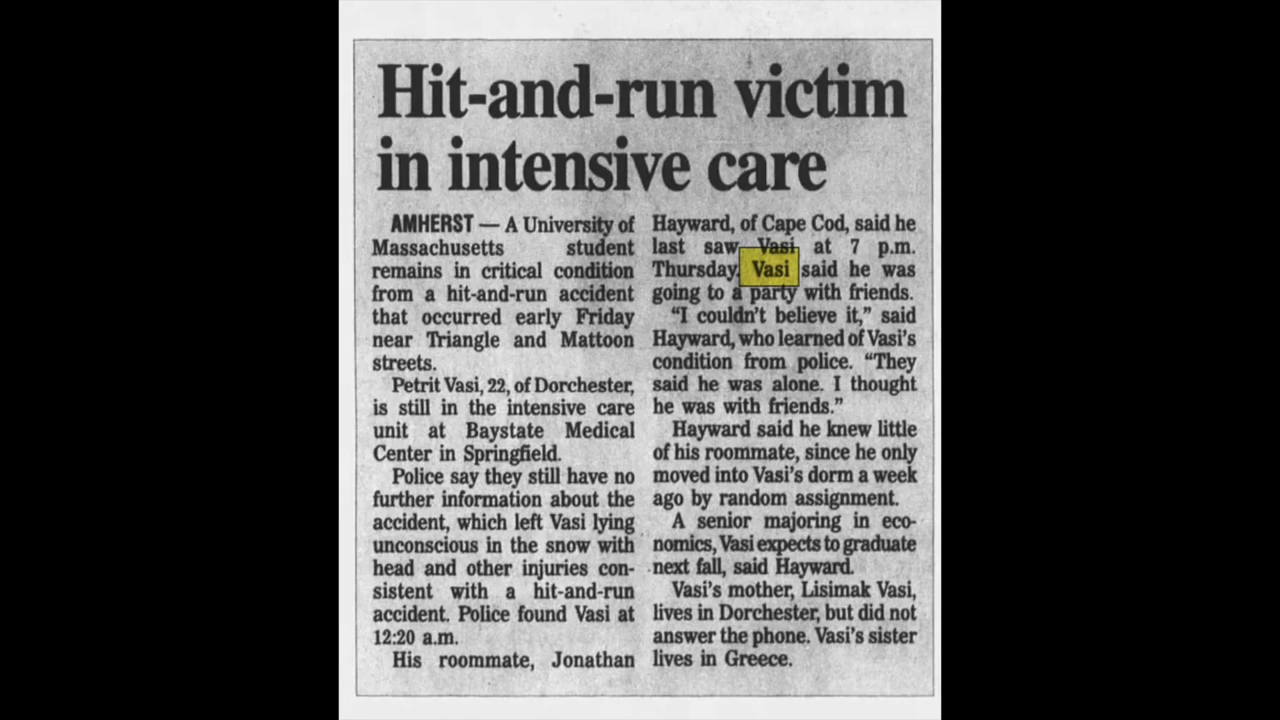 Hit-and-run victim
in intensive care
AMHERST — A University of
Massachusetts student
remains in critical condition
from a hit-and-run accident
that occurred early Friday
near Triangle and Mattoon
streets.
Petrit Vasi, 22, of Dorchester,
is still in the intensive care
unit at Baystate Medical
Center in Springfield.
Police say they still have no
further information about the
accident, which left Vasi lying
unconscious in the snow with
head and other injuries con-
sistent with a hit-and-run
accident. Police found Vasi at
12:20 a.m.
His roommate, Jonathan
Hayward, of Cape Cod, said he
last saw Vasi at 7 p.m.
Thursday. Vasi said he was
going to a party with friends.
“I couldn’t believe it,” said
Hayward, who learned of Vasi’s
condition from police. “They
said he was alone. I thought
he was with friends.”
Hayward said he knew little
of his roommate, since he only
moved into Vasi’s dorm a week
ago by random assignment.
A senior majoring in eco-
nomics, Vasi expects to graduate
next fall, said Hayward.
Vasi’s mother, Lisimak Vasi,
lives in Dorchester, but did not
answer the phone. Vasi’s sister
lives in Greece.